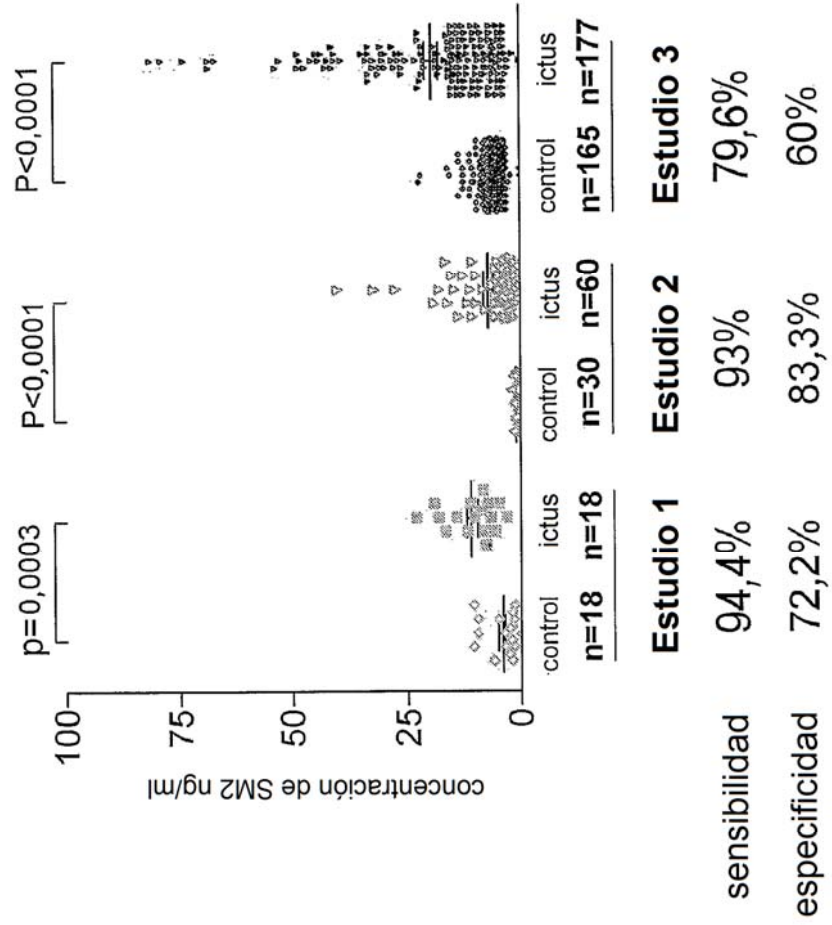 p=0,0003 P<0,0001 P<0,0001
100
75
50
25
0
concentración de SM2 ng/ml
control ictus control ictus control ictus
n=18 n=18 n=30 n=60 n=165 n=177
Estudio 1 Estudio 2 Estudio 3
sensibilidad 94,4% 93% 79,6%
especificidad 72,2% 83,3% 60%